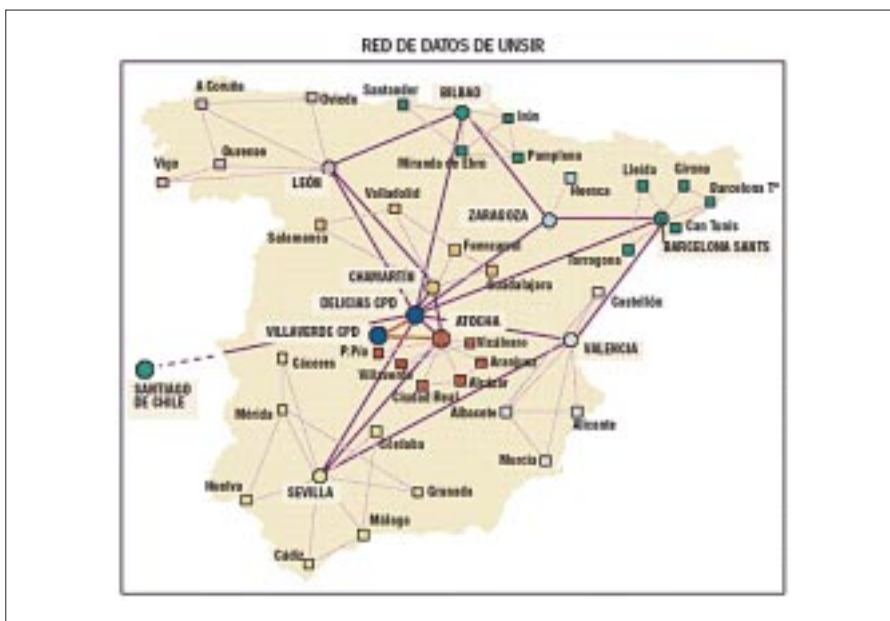 RED DE DATOS DE UNSIR
A Coruña
Oviedo
Santander
BILBAO
Irún
Ourense
Vigo
LEÓN
Miranda de Ebro
Pamplona
Lleida
Girona
Barcelona Tº
Huesca
Valladolid
ZARAGOZA
Can Tunis
Salamanca
Fuencarral
BARCELONA SANTS
Tarragona
CHAMARTÍN
Guadalajara
Castellón
DELICIAS CPD
ATOCHA
VILLAVERDE CPD
Vicálvaro
VALENCIA
P. Pío
Cáceres
Villaverde
Aranjuez
SANTIAGO
DE CHILE
Ciudad Real
Alcázar
Mérida
Albacete
Alicante
Córdoba
Murcia
Huelva
SEVILLA
Granada
Málaga
Cádiz